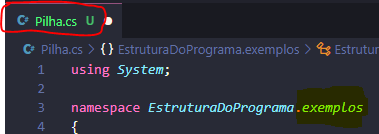 C# Pilha.cs U
C# Pilha.cs > {} EstruturaDoPrograma.exemplos > Estrutur
1 using System;
2
3 namespace EstruturaDoPrograma.exemplos
4 {